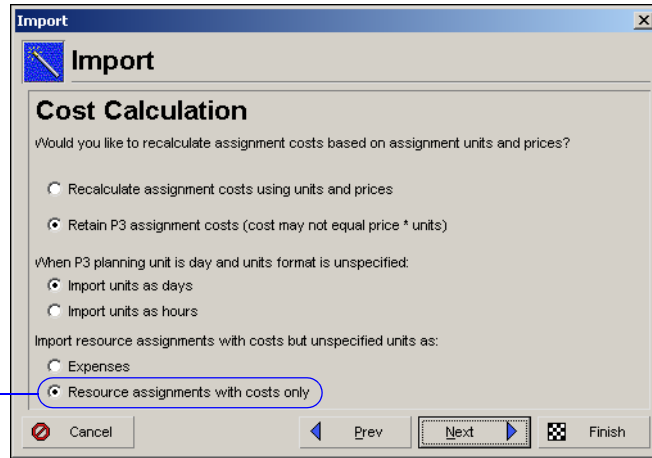 Import
Import
Cost Calculation
Would you like to recalculate assignment costs based on assignment units and prices?
Recalculate assignment costs using units and prices
Retain P3 assignment costs (cost may not equal price * units)
When P3 planning unit is day and units format is unspecified:
Import units as days
Import units as hours
Import resource assignments with costs but unspecified units as:
Expenses
Resource assignments with costs only
Cancel Prev Next Finish